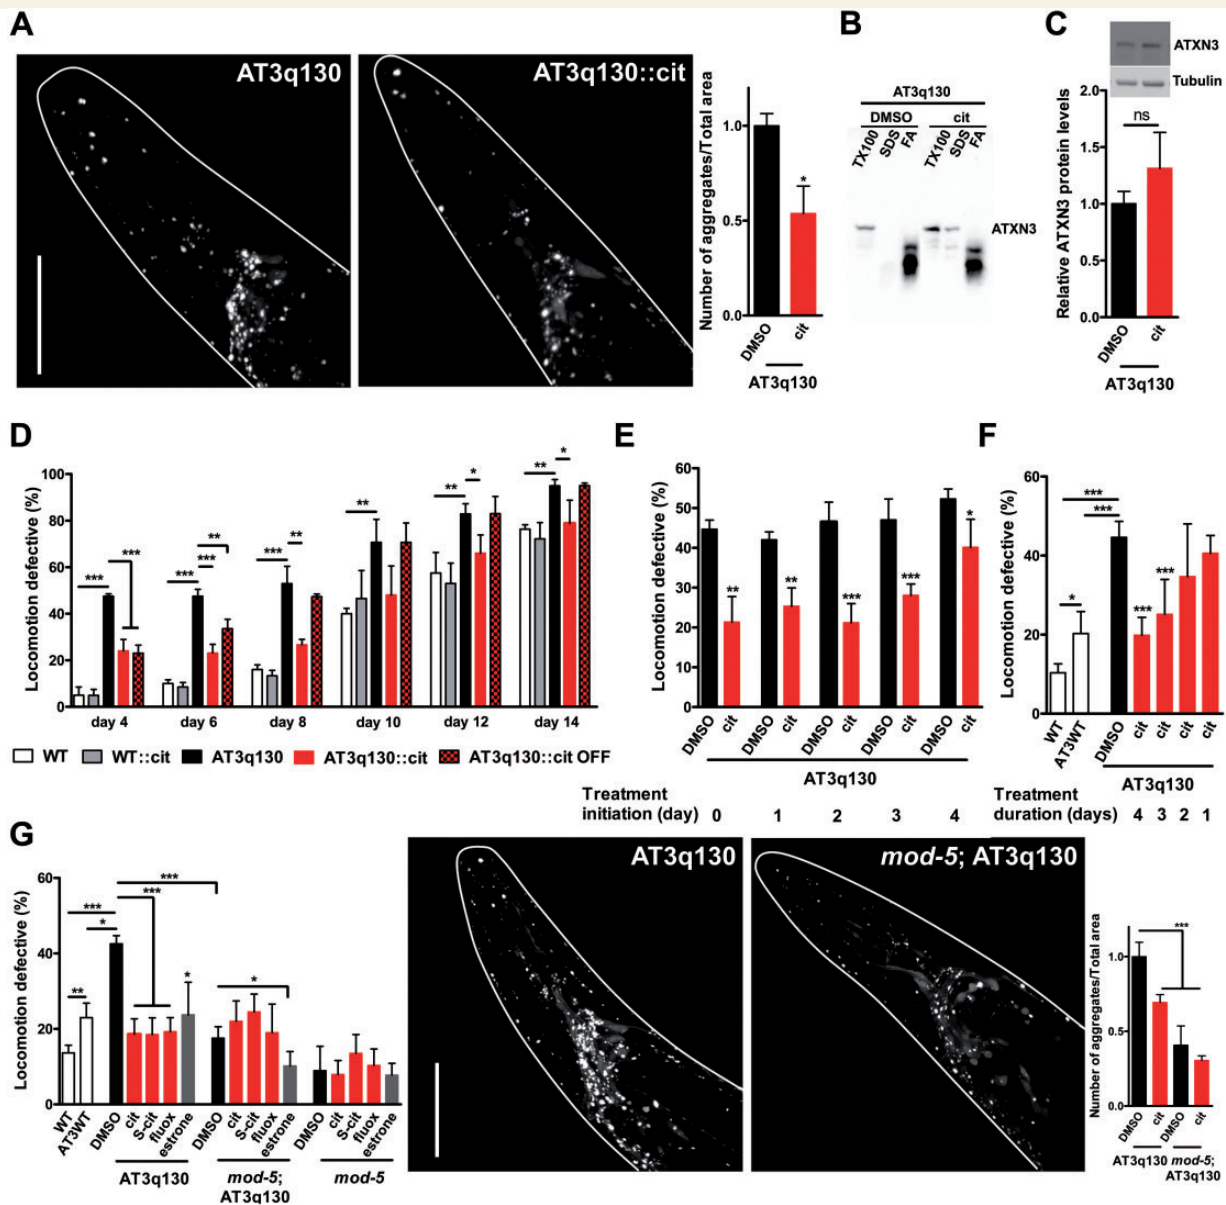 A
AT3q130
AT3q130::cit
Number of aggregates/Total area
1.0
0.5
0.0
DMSO
cit
*
AT3q130
B
AT3q130
DMSO cit
TX100 SDS FA TX100 SDS FA
ATXN3
C
ATXN3
Tubulin
Relative ATXN3 protein levels
2.0
1.5
1.0
0.5
0.0
ns
DMSO
cit
AT3q130
D
Locomotion defective (%)
100
80
60
40
20
0
*** *** *** *** ** *** ** ** ** * ** *
day 4 day 6 day 8 day 10 day 12 day 14
WT WT::cit AT3q130 AT3q130::cit AT3q130::cit OFF
E
Locomotion defective (%)
60
50
40
30
20
10
0
** ** *** *** *
DMSO cit DMSO cit DMSO cit DMSO cit DMSO cit
AT3q130
Treatment
initiation (day) 0 1 2 3 4
F
Locomotion defective (%)
60
40
20
0
***
***
*
*** ***
WT AT3WT DMSO cit cit cit cit
AT3q130
Treatment
duration (days) 4 3 2 1
G
Locomotion defective (%)
60
40
20
0
***
***
***
*
**
*
*
WT AT3WT DMSO cit S-cit fluox estrone DMSO cit S-cit fluox estrone DMSO cit S-cit fluox estrone
AT3q130 mod-5; mod-5
AT3q130
AT3q130
mod-5; AT3q130
Number of aggregates/Total area
1.0
0.5
0.0
***
DMSO cit DMSO cit
AT3q130 mod-5;
AT3q130